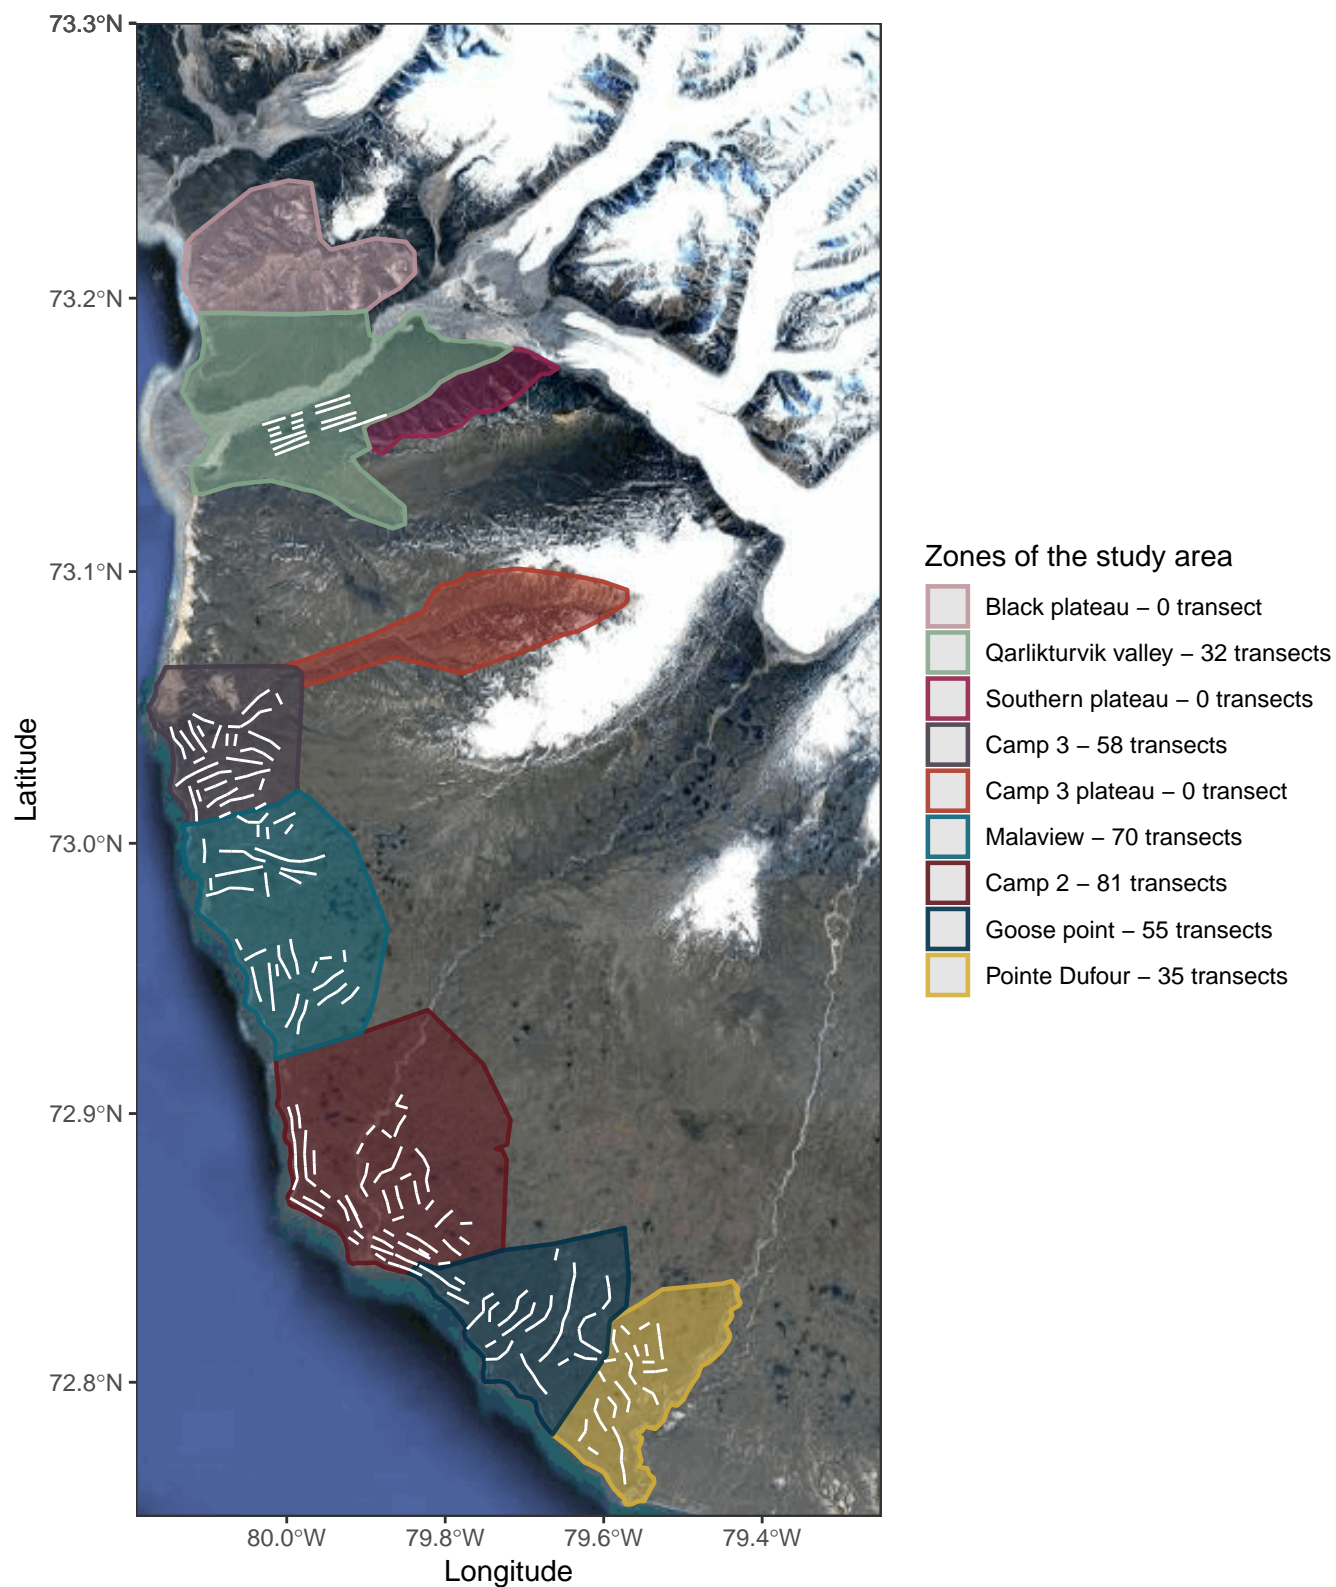 73.3°N
73.2°N
73.1°N
73.0°N
72.9°N
72.8°N
Latitude
80.0°W 79.8°W 79.6°W 79.4°W
Longitude
Zones of the study area
Black plateau – 0 transect
Qarlikturvik valley – 32 transects
Southern plateau – 0 transects
Camp 3 – 58 transects
Camp 3 plateau – 0 transect
Malaview – 70 transects
Camp 2 – 81 transects
Goose point – 55 transects
Pointe Dufour – 35 transects